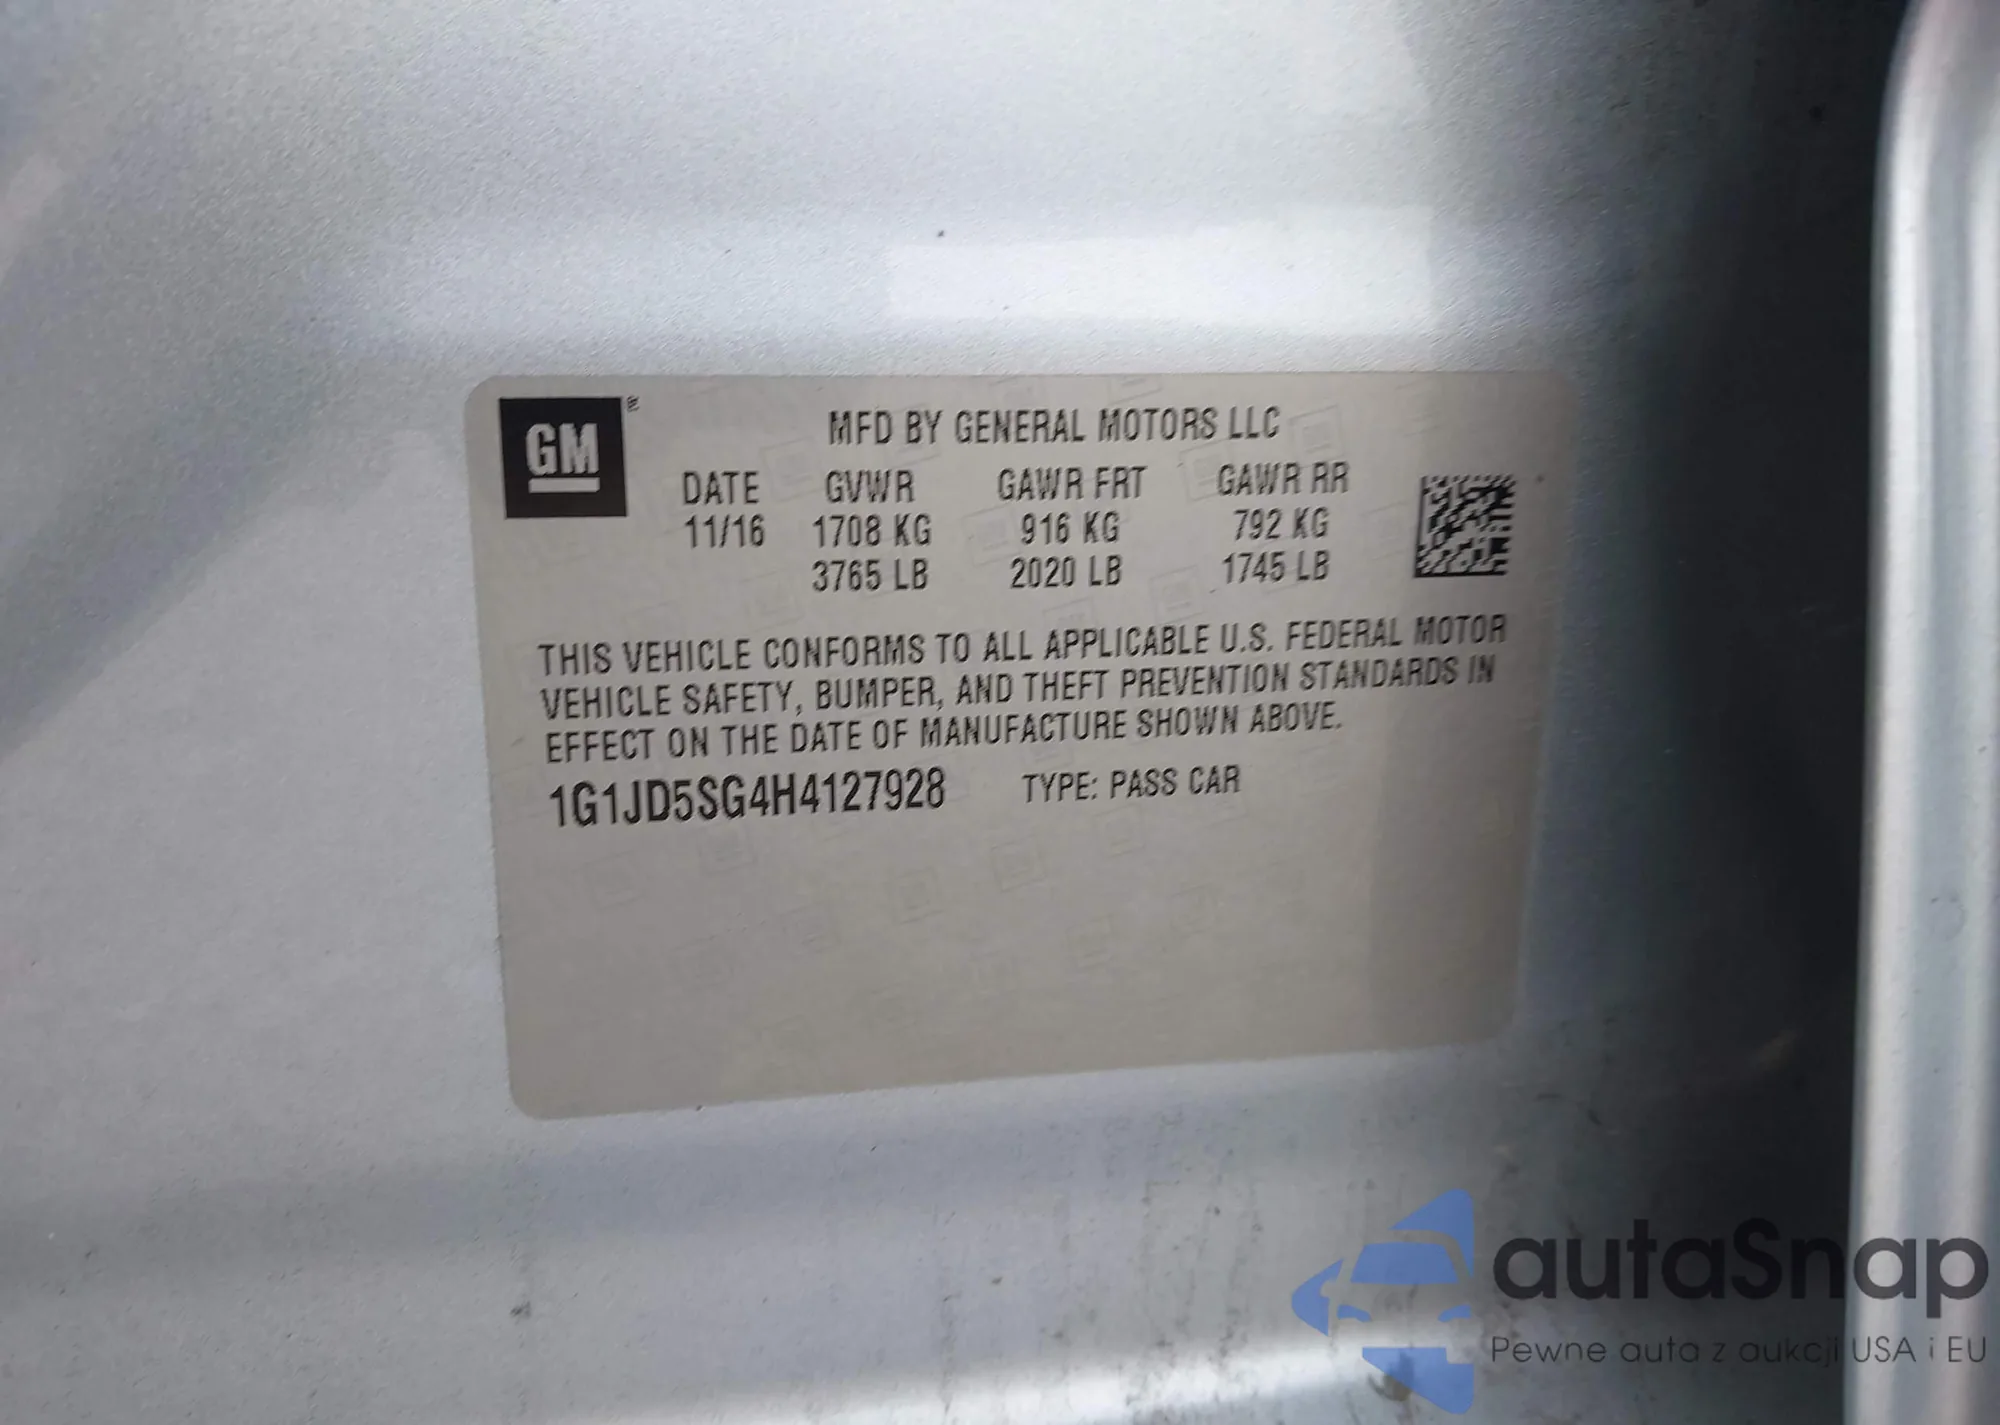 GM
MFD BY GENERAL MOTORS LLC
DATE GVWR GAWR FRT GAWR RR
11/16 1708 KG 916 KG 792 KG
3765 LB 2020 LB 1745 LB
THIS VEHICLE CONFORMS TO ALL APPLICABLE U.S. FEDERAL MOTOR
VEHICLE SAFETY, BUMPER, AND THEFT PREVENTION STANDARDS IN
EFFECT ON THE DATE OF MANUFACTURE SHOWN ABOVE.
1G1JD5SG4H4127928 TYPE: PASS CAR
autaSnap
Pewne auta z aukcji USA i EU